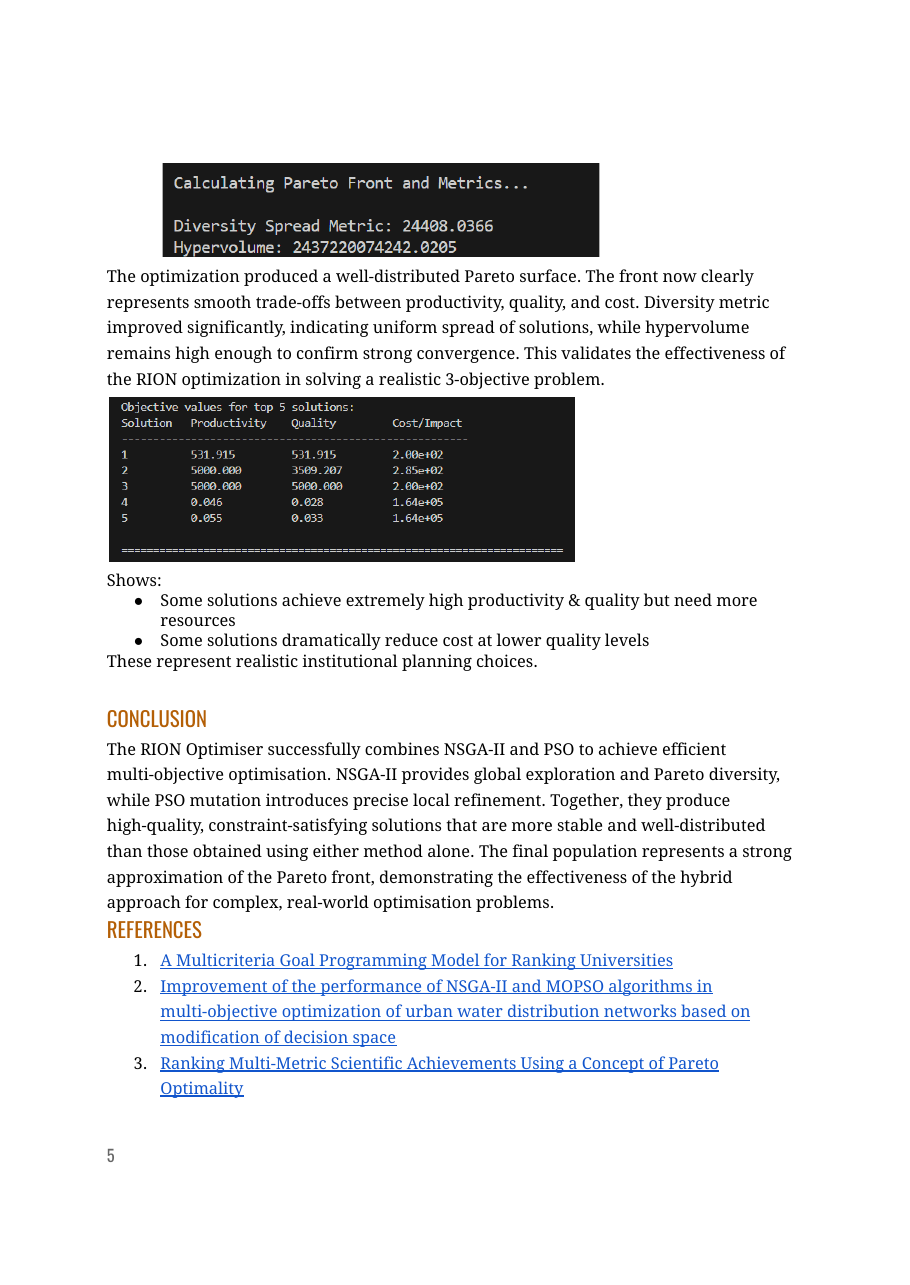 Calculating Pareto Front and Metrics...
Diversity Spread Metric: 24408.0366
Hypervolume: 2437220074242.0205
The optimization produced a well-distributed Pareto surface. The front now clearly
represents smooth trade-offs between productivity, quality, and cost. Diversity metric
improved significantly, indicating uniform spread of solutions, while hypervolume
remains high enough to confirm strong convergence. This validates the effectiveness of
the RION optimization in solving a realistic 3-objective problem.
Objective values for top 5 solutions:
Solution Productivity Quality Cost/Impact
--------------------------------------------------------
1 531.915 531.915 2.00e+02
2 5000.000 3509.207 2.85e+02
3 5000.000 5000.000 2.00e+02
4 0.046 0.028 1.64e+05
5 0.055 0.033 1.64e+05
======================================================================
Shows:
● Some solutions achieve extremely high productivity & quality but need more
resources
● Some solutions dramatically reduce cost at lower quality levels
These represent realistic institutional planning choices.
CONCLUSION
The RION Optimiser successfully combines NSGA-II and PSO to achieve efficient
multi-objective optimisation. NSGA-II provides global exploration and Pareto diversity,
while PSO mutation introduces precise local refinement. Together, they produce
high-quality, constraint-satisfying solutions that are more stable and well-distributed
than those obtained using either method alone. The final population represents a strong
approximation of the Pareto front, demonstrating the effectiveness of the hybrid
approach for complex, real-world optimisation problems.
REFERENCES
1. A Multicriteria Goal Programming Model for Ranking Universities
2. Improvement of the performance of NSGA-II and MOPSO algorithms in
multi-objective optimization of urban water distribution networks based on
modification of decision space
3. Ranking Multi-Metric Scientific Achievements Using a Concept of Pareto
Optimality
5